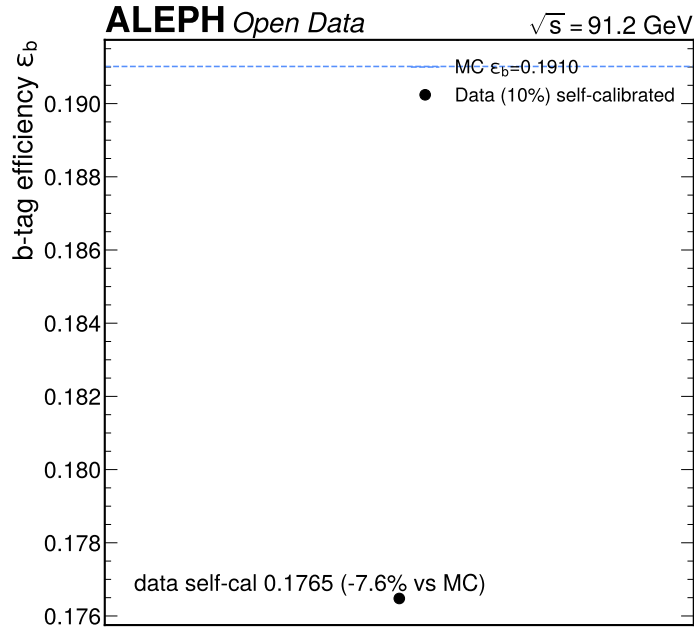 ALEPH Open Data √s = 91.2 GeV
b-tag efficiency ε_b
MC ε_b=0.1910
Data (10%) self-calibrated
0.190
0.188
0.186
0.184
0.182
0.180
0.178
0.176
data self-cal 0.1765 (-7.6% vs MC)